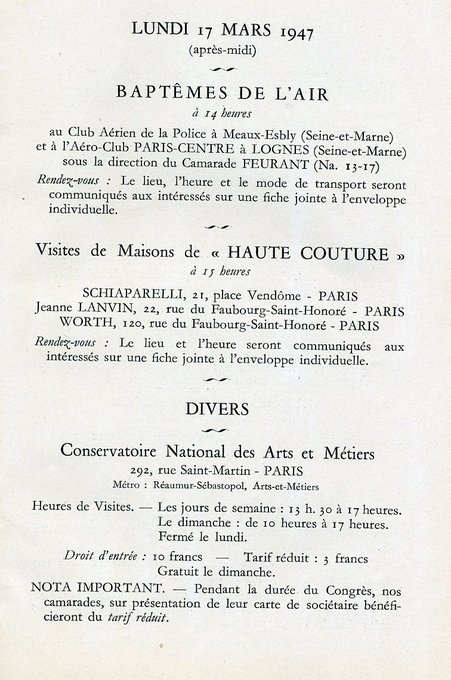 LUNDI 17 MARS 1947
(après-midi)
BAPTÊMES DE L'AIR
à 14 heures
au Club Aérien de la Police à Meaux-Esbly (Seine-et-Marne)
et à l'Aéro-Club PARIS-CENTRE à LOGNES (Seine-et-Marne)
sous la direction du Camarade FEURANT (Na. 13-17)
Rendez-vous : Le lieu, l'heure et le mode de transport seront
communiqués aux intéressés sur une fiche jointe à l'enveloppe
individuelle.
Visites de Maisons de « HAUTE COUTURE »
à 15 heures
SCHIAPARELLI, 21, place Vendôme - PARIS
Jeanne LANVIN, 22, rue du Faubourg-Saint-Honoré - PARIS
WORTH, 120, rue du Faubourg-Saint-Honoré - PARIS
Rendez-vous : Le lieu et l'heure seront communiqués aux
intéressés sur une fiche jointe à l'enveloppe individuelle.
DIVERS
Conservatoire National des Arts et Métiers
292, rue Saint-Martin - PARIS
Métro : Réaumur-Sébastopol, Arts-et-Métiers
Heures de Visites. — Les jours de semaine : 13 h. 30 à 17 heures.
Le dimanche : de 10 heures à 17 heures.
Fermé le lundi.
Droit d'entrée : 10 francs — Tarif réduit : 3 francs
Gratuit le dimanche.
NOTA IMPORTANT. — Pendant la durée du Congrès, nos
camarades, sur présentation de leur carte de sociétaire bénéfi-
cieront du tarif réduit.